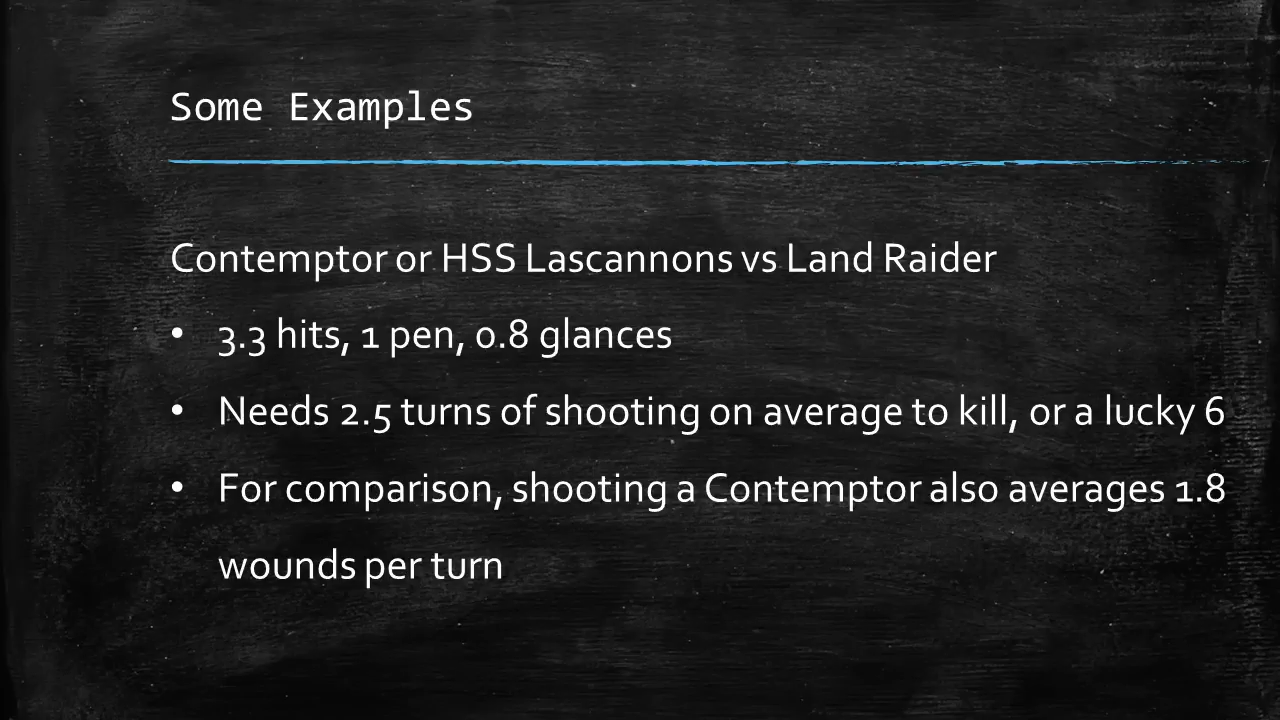 Some Examples
Contemptor or HSS Lascannons vs Land Raider
• 3.3 hits, 1 pen, 0.8 glances
• Needs 2.5 turns of shooting on average to kill, or a lucky 6
• For comparison, shooting a Contemptor also averages 1.8
wounds per turn